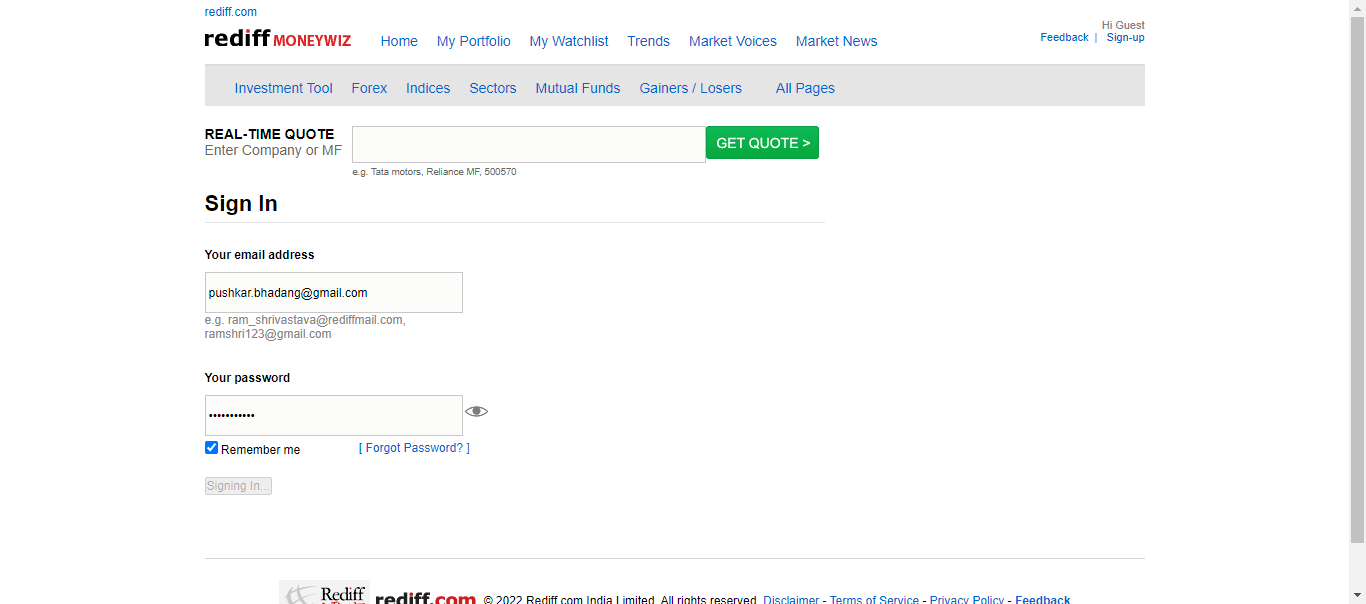 rediff.com
Hi Guest
rediff MONEYWIZ Home My Portfolio My Watchlist Trends Market Voices Market News
Feedback | Sign-up
Investment Tool Forex Indices Sectors Mutual Funds Gainers / Losers All Pages
REAL-TIME QUOTE
Enter Company or MF
GET QUOTE >
e.g. Tata motors, Reliance MF, 500570
Sign In
Your email address
pushkar.bhadang@gmail.com
e.g. ram_shrivastava@rediffmail.com,
ramshri123@gmail.com
Your password
•••••••••••
Remember me [ Forgot Password? ]
Signing In...
Rediff
rediff.com © 2022 Rediff.com India Limited. All rights reserved. Disclaimer - Terms of Service - Privacy Policy - Feedback